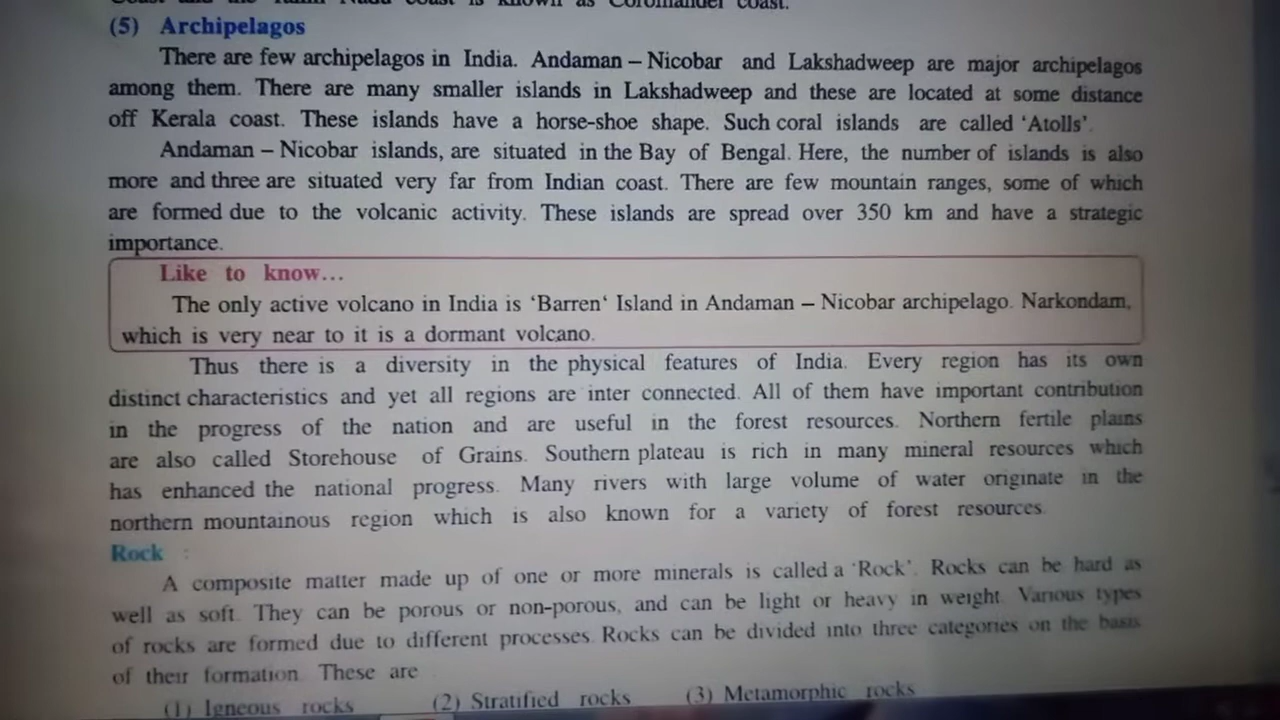 Coast and the Tamil Nadu coast is known as Coromandel coast.
(5) Archipelagos
There are few archipelagos in India. Andaman – Nicobar and Lakshadweep are major archipelagos
among them. There are many smaller islands in Lakshadweep and these are located at some distance
off Kerala coast. These islands have a horse-shoe shape. Such coral islands are called ‘Atolls’.
Andaman – Nicobar islands, are situated in the Bay of Bengal. Here, the number of islands is also
more and three are situated very far from Indian coast. There are few mountain ranges, some of which
are formed due to the volcanic activity. These islands are spread over 350 km and have a strategic
importance.
Like to know...
The only active volcano in India is ‘Barren‘ Island in Andaman – Nicobar archipelago. Narkondam,
which is very near to it is a dormant volcano.
Thus there is a diversity in the physical features of India. Every region has its own
distinct characteristics and yet all regions are inter connected. All of them have important contribution
in the progress of the nation and are useful in the forest resources. Northern fertile plains
are also called Storehouse of Grains. Southern plateau is rich in many mineral resources which
has enhanced the national progress. Many rivers with large volume of water originate in the
northern mountainous region which is also known for a variety of forest resources.
Rock :
A composite matter made up of one or more minerals is called a ‘Rock’. Rocks can be hard as
well as soft. They can be porous or non-porous, and can be light or heavy in weight. Various types
of rocks are formed due to different processes. Rocks can be divided into three categories on the basis
of their formation. These are
(1) Igneous rocks (2) Stratified rocks (3) Metamorphic rocks